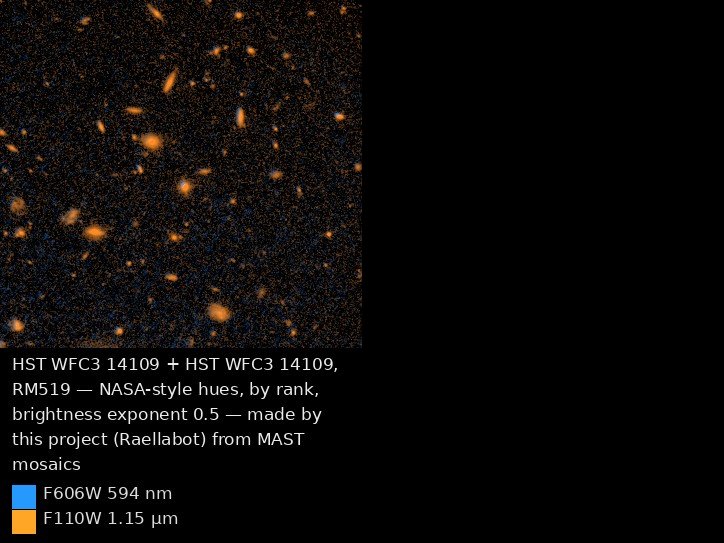 HST WFC3 14109 + HST WFC3 14109,
RM519 — NASA-style hues, by rank,
brightness exponent 0.5 — made by
this project (Raellabot) from MAST
mosaics
F606W 594 nm
F110W 1.15 μm